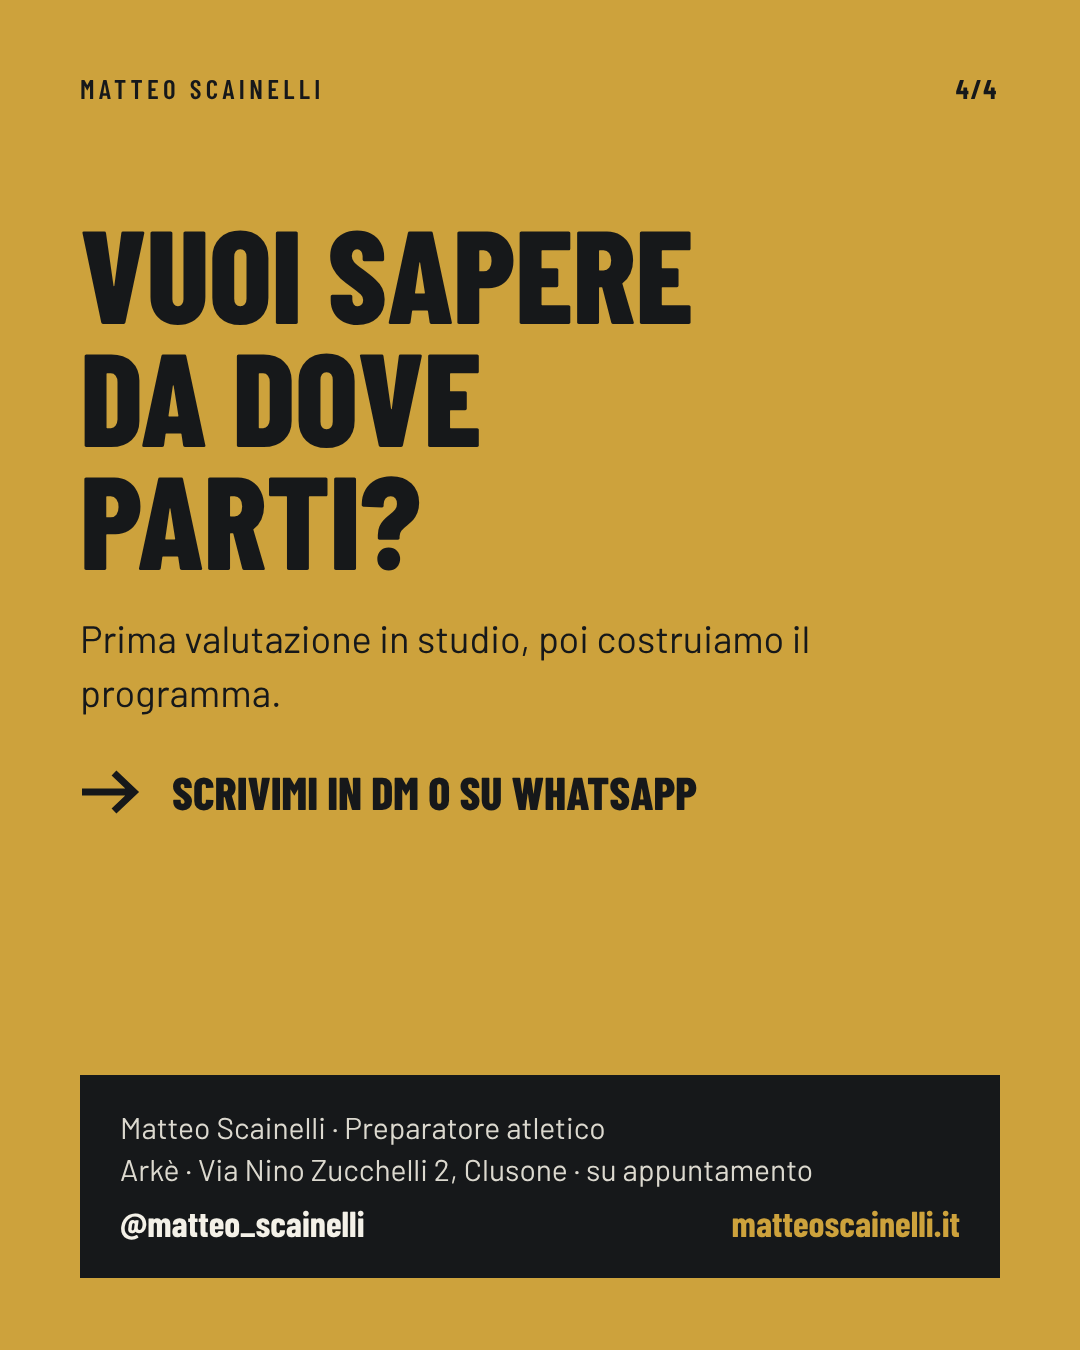 MATTEO SCAINELLI
4/4
VUOI SAPERE
DA DOVE
PARTI?
Prima valutazione in studio, poi costruiamo il
programma.
→ SCRIVIMI IN DM O SU WHATSAPP
Matteo Scainelli · Preparatore atletico
Arkè · Via Nino Zucchelli 2, Clusone · su appuntamento
@matteo_scainelli
matteoscainelli.it